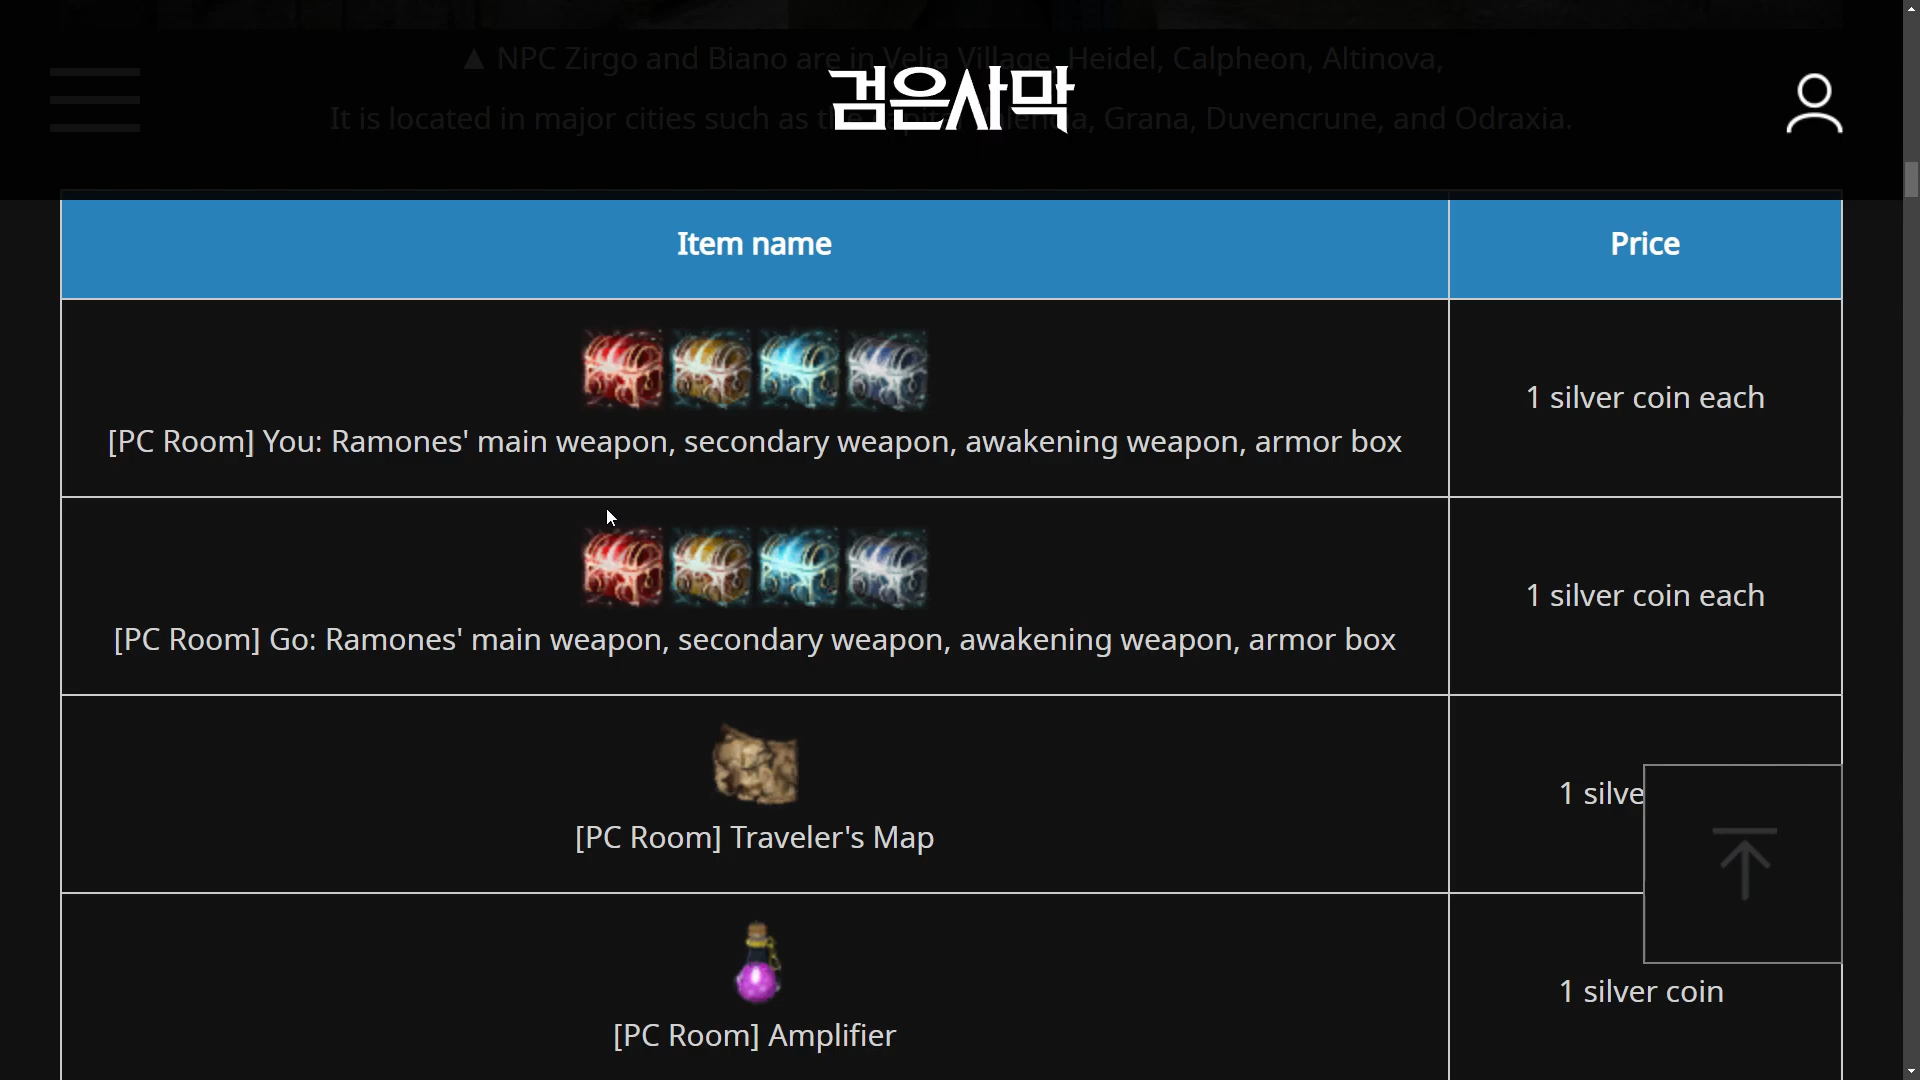 ▲ NPC Zirgo and Biano are in Velia Village, Heidel, Calpheon, Altinova,
검은사막
It is located in major cities such as the capital Valencia, Grana, Duvencrune, and Odraxia.
Item name
Price
[PC Room] You: Ramones' main weapon, secondary weapon, awakening weapon, armor box
1 silver coin each
[PC Room] Go: Ramones' main weapon, secondary weapon, awakening weapon, armor box
1 silver coin each
[PC Room] Traveler's Map
1 silve
[PC Room] Amplifier
1 silver coin